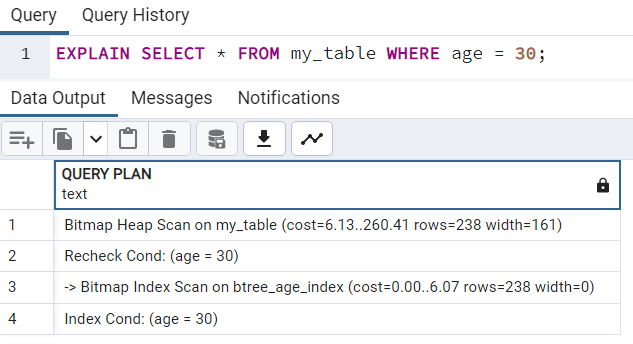 Query Query History
1 EXPLAIN SELECT * FROM my_table WHERE age = 30;
Data Output Messages Notifications
QUERY PLAN
text
1 Bitmap Heap Scan on my_table (cost=6.13..260.41 rows=238 width=161)
2 Recheck Cond: (age = 30)
3 -> Bitmap Index Scan on btree_age_index (cost=0.00..6.07 rows=238 width=0)
4 Index Cond: (age = 30)